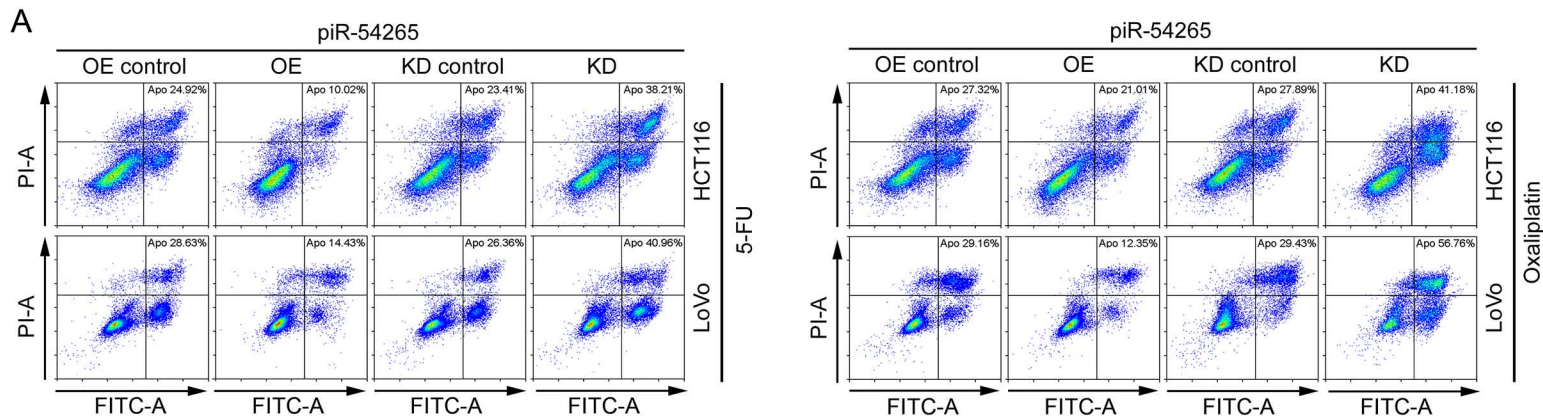 A
piR-54265
OE control OE KD control KD
Apo 24.92% Apo 10.02% Apo 23.41% Apo 38.21%
PI-A
HCT116
Apo 28.63% Apo 14.43% Apo 26.36% Apo 40.96%
PI-A
LoVo
5-FU
FITC-A FITC-A FITC-A FITC-A
piR-54265
OE control OE KD control KD
Apo 27.32% Apo 21.01% Apo 27.89% Apo 41.18%
PI-A
HCT116
Apo 29.16% Apo 12.35% Apo 29.43% Apo 56.76%
PI-A
LoVo
Oxaliplatin
FITC-A FITC-A FITC-A FITC-A